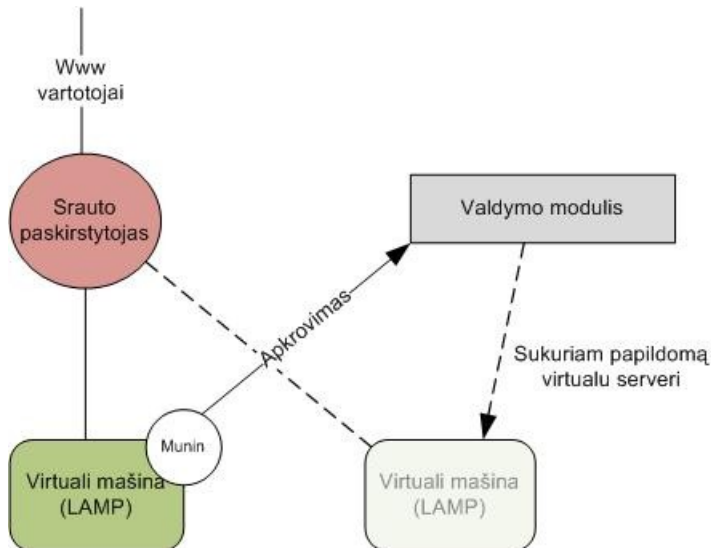 Www
vartotojai
Srauto
paskirstytojas
Valdymo modulis
Apkrovimas
Sukuriam papildomą
virtualu serveri
Munin
Virtuali mašina
(LAMP)
Virtuali mašina
(LAMP)